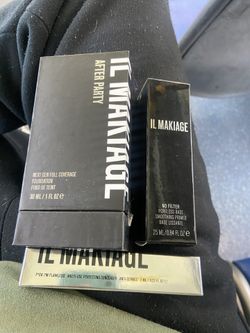 IL MAKIAGE
AFTER PARTY
NEXT GEN FULL COVERAGE
FOUNDATION
FOND DE TEINT
30 ML / 1 FL OZ ℮
IL MAKIAGE
NO FILTER
PORELESS BASE
SMOOTHING PRIMER
BASE LISSANTE
25 ML / 0.84 FL OZ ℮
IL MAKIAGE